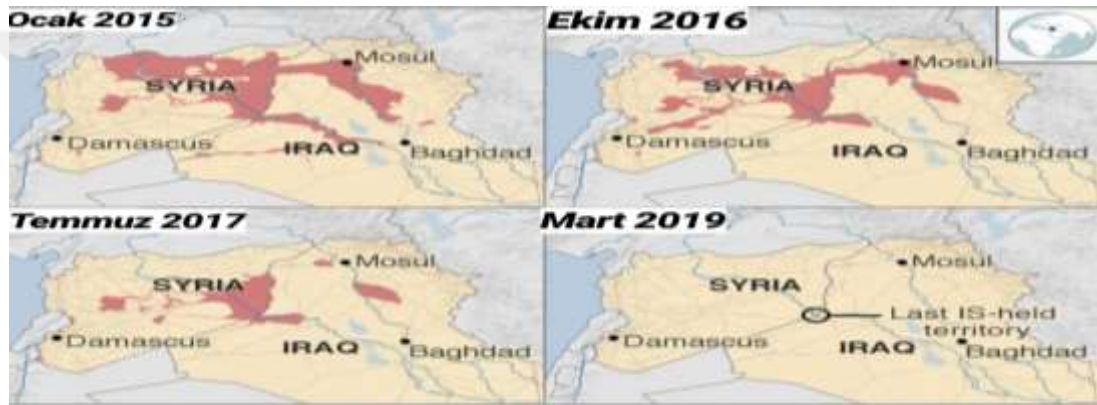 Ocak 2015
Mosul
SYRIA
Damascus
IRAQ
Baghdad
Ekim 2016
Mosul
SYRIA
Damascus
IRAQ
Baghdad
Temmuz 2017
Mosul
SYRIA
Damascus
IRAQ
Baghdad
Mart 2019
Mosul
SYRIA
Last IS-held
territory
Damascus
IRAQ
Baghdad